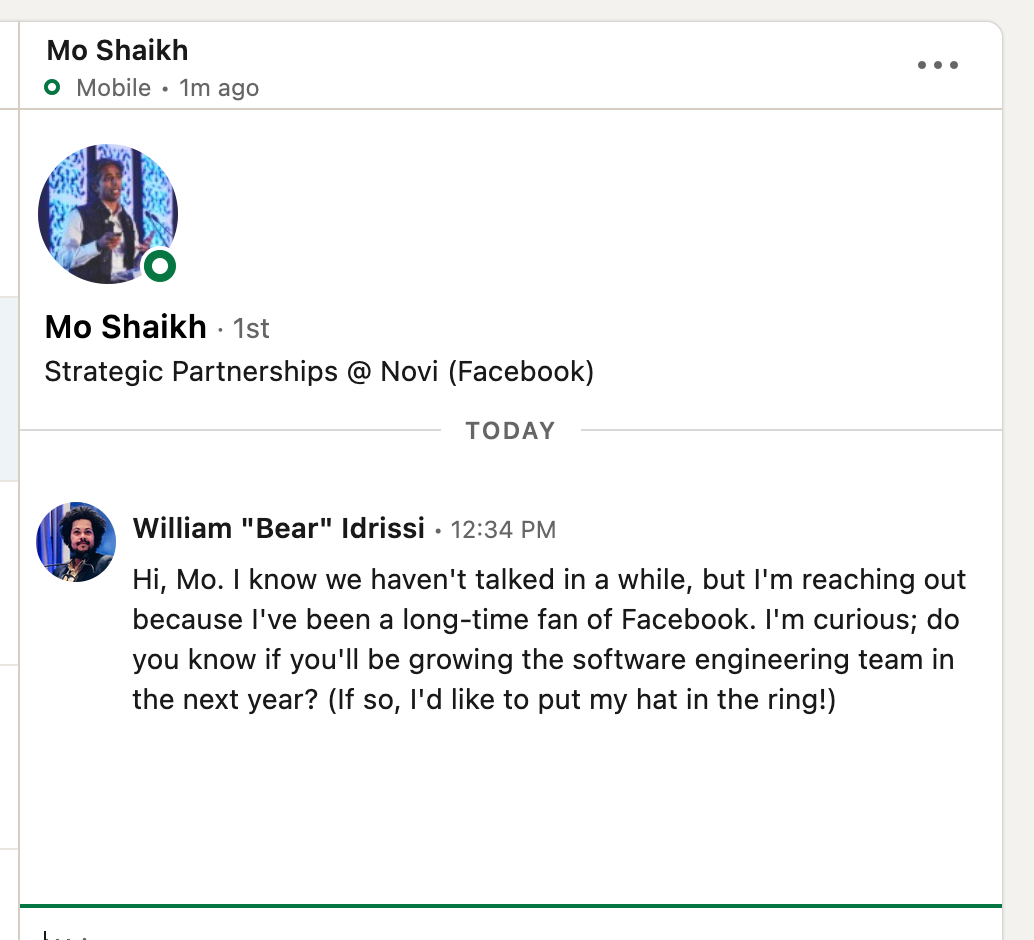 Mo Shaikh
Mobile • 1m ago
Mo Shaikh · 1st
Strategic Partnerships @ Novi (Facebook)
TODAY
William "Bear" Idrissi • 12:34 PM
Hi, Mo. I know we haven't talked in a while, but I'm reaching out
because I've been a long-time fan of Facebook. I'm curious; do
you know if you'll be growing the software engineering team in
the next year? (If so, I'd like to put my hat in the ring!)